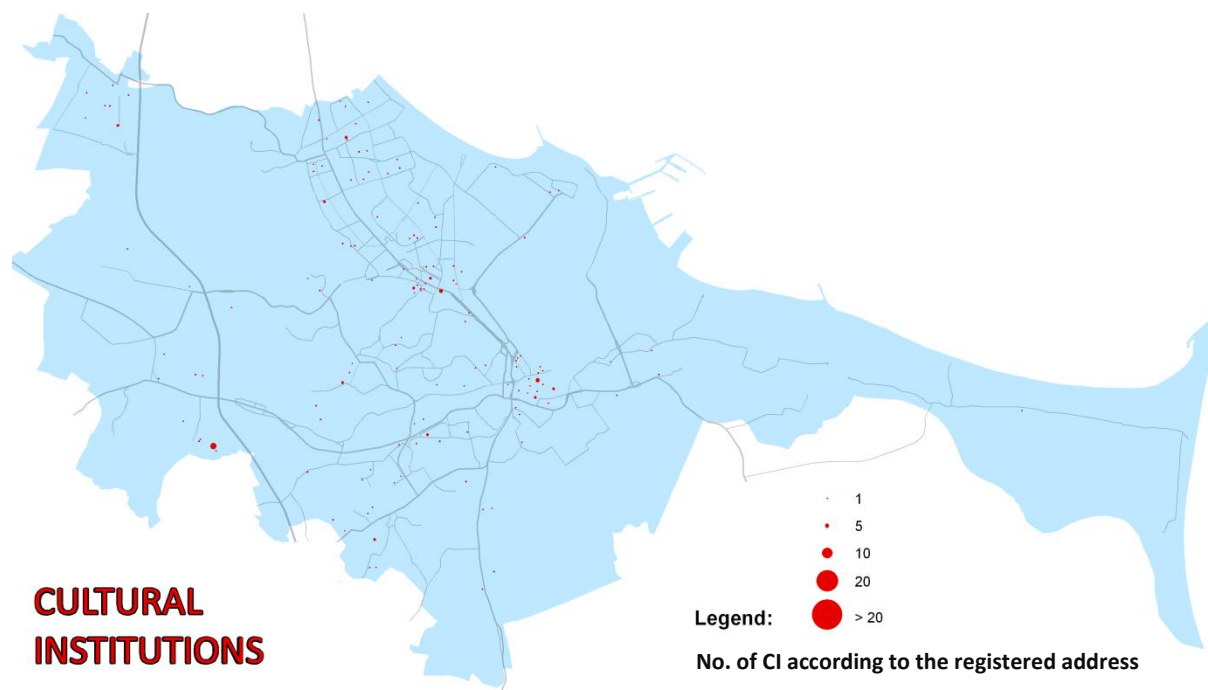 1
5
10
20
Legend: > 20
CULTURAL
INSTITUTIONS
No. of CI according to the registered address